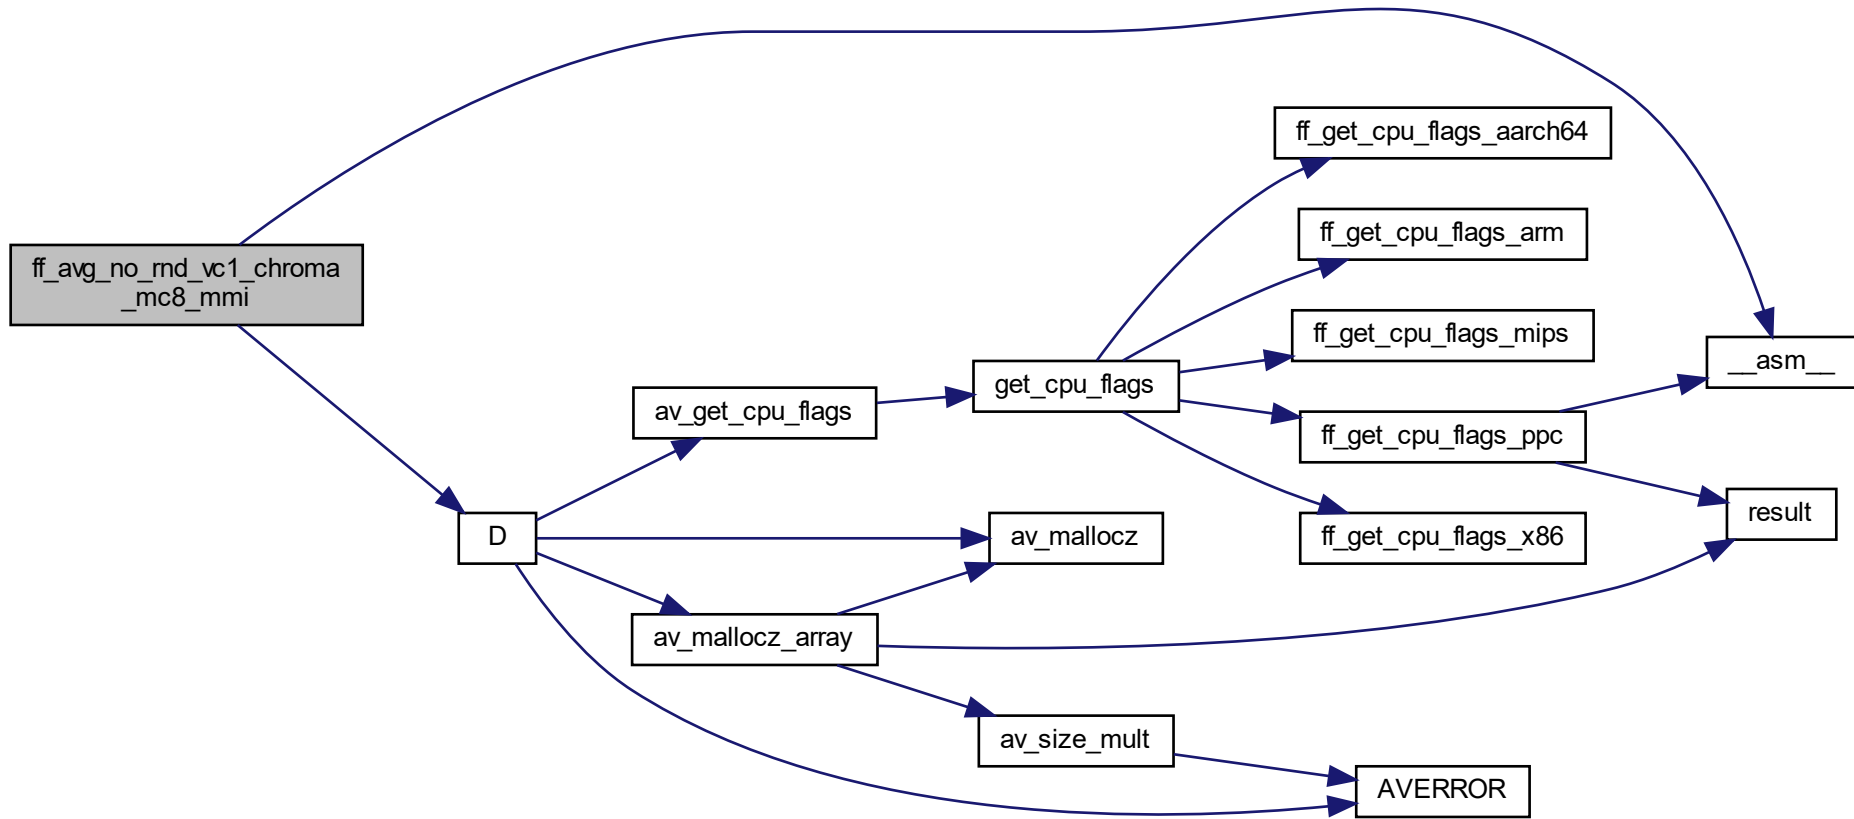 ff_avg_no_rnd_vc1_chroma
_mc8_mmi
D
av_get_cpu_flags
av_mallocz
av_mallocz_array
av_size_mult
get_cpu_flags
ff_get_cpu_flags_aarch64
ff_get_cpu_flags_arm
ff_get_cpu_flags_mips
ff_get_cpu_flags_ppc
ff_get_cpu_flags_x86
AVERROR
__asm__
result